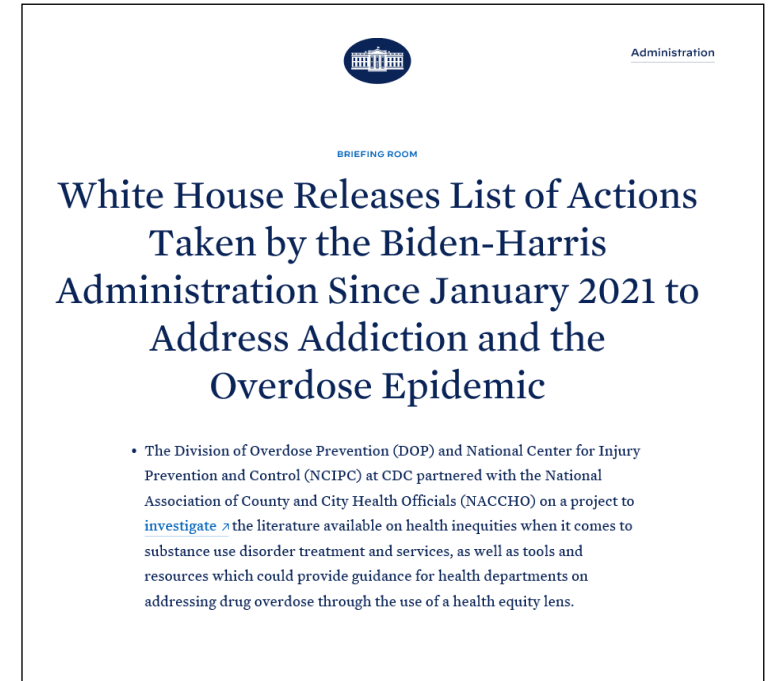 Administration
BRIEFING ROOM
White House Releases List of Actions
Taken by the Biden-Harris
Administration Since January 2021 to
Address Addiction and the
Overdose Epidemic
• The Division of Overdose Prevention (DOP) and National Center for Injury
Prevention and Control (NCIPC) at CDC partnered with the National
Association of County and City Health Officials (NACCHO) on a project to
investigate ↗ the literature available on health inequities when it comes to
substance use disorder treatment and services, as well as tools and
resources which could provide guidance for health departments on
addressing drug overdose through the use of a health equity lens.